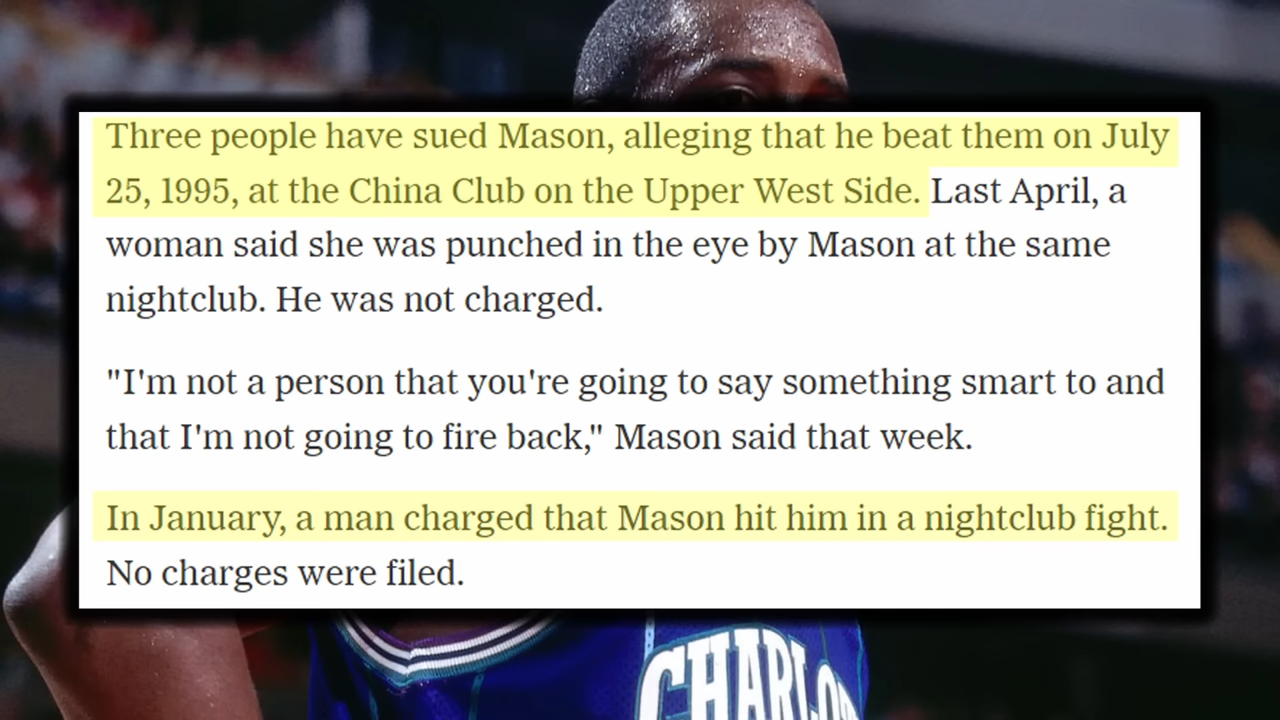 Three people have sued Mason, alleging that he beat them on July
25, 1995, at the China Club on the Upper West Side. Last April, a
woman said she was punched in the eye by Mason at the same
nightclub. He was not charged.
"I'm not a person that you're going to say something smart to and
that I'm not going to fire back," Mason said that week.
In January, a man charged that Mason hit him in a nightclub fight.
No charges were filed.